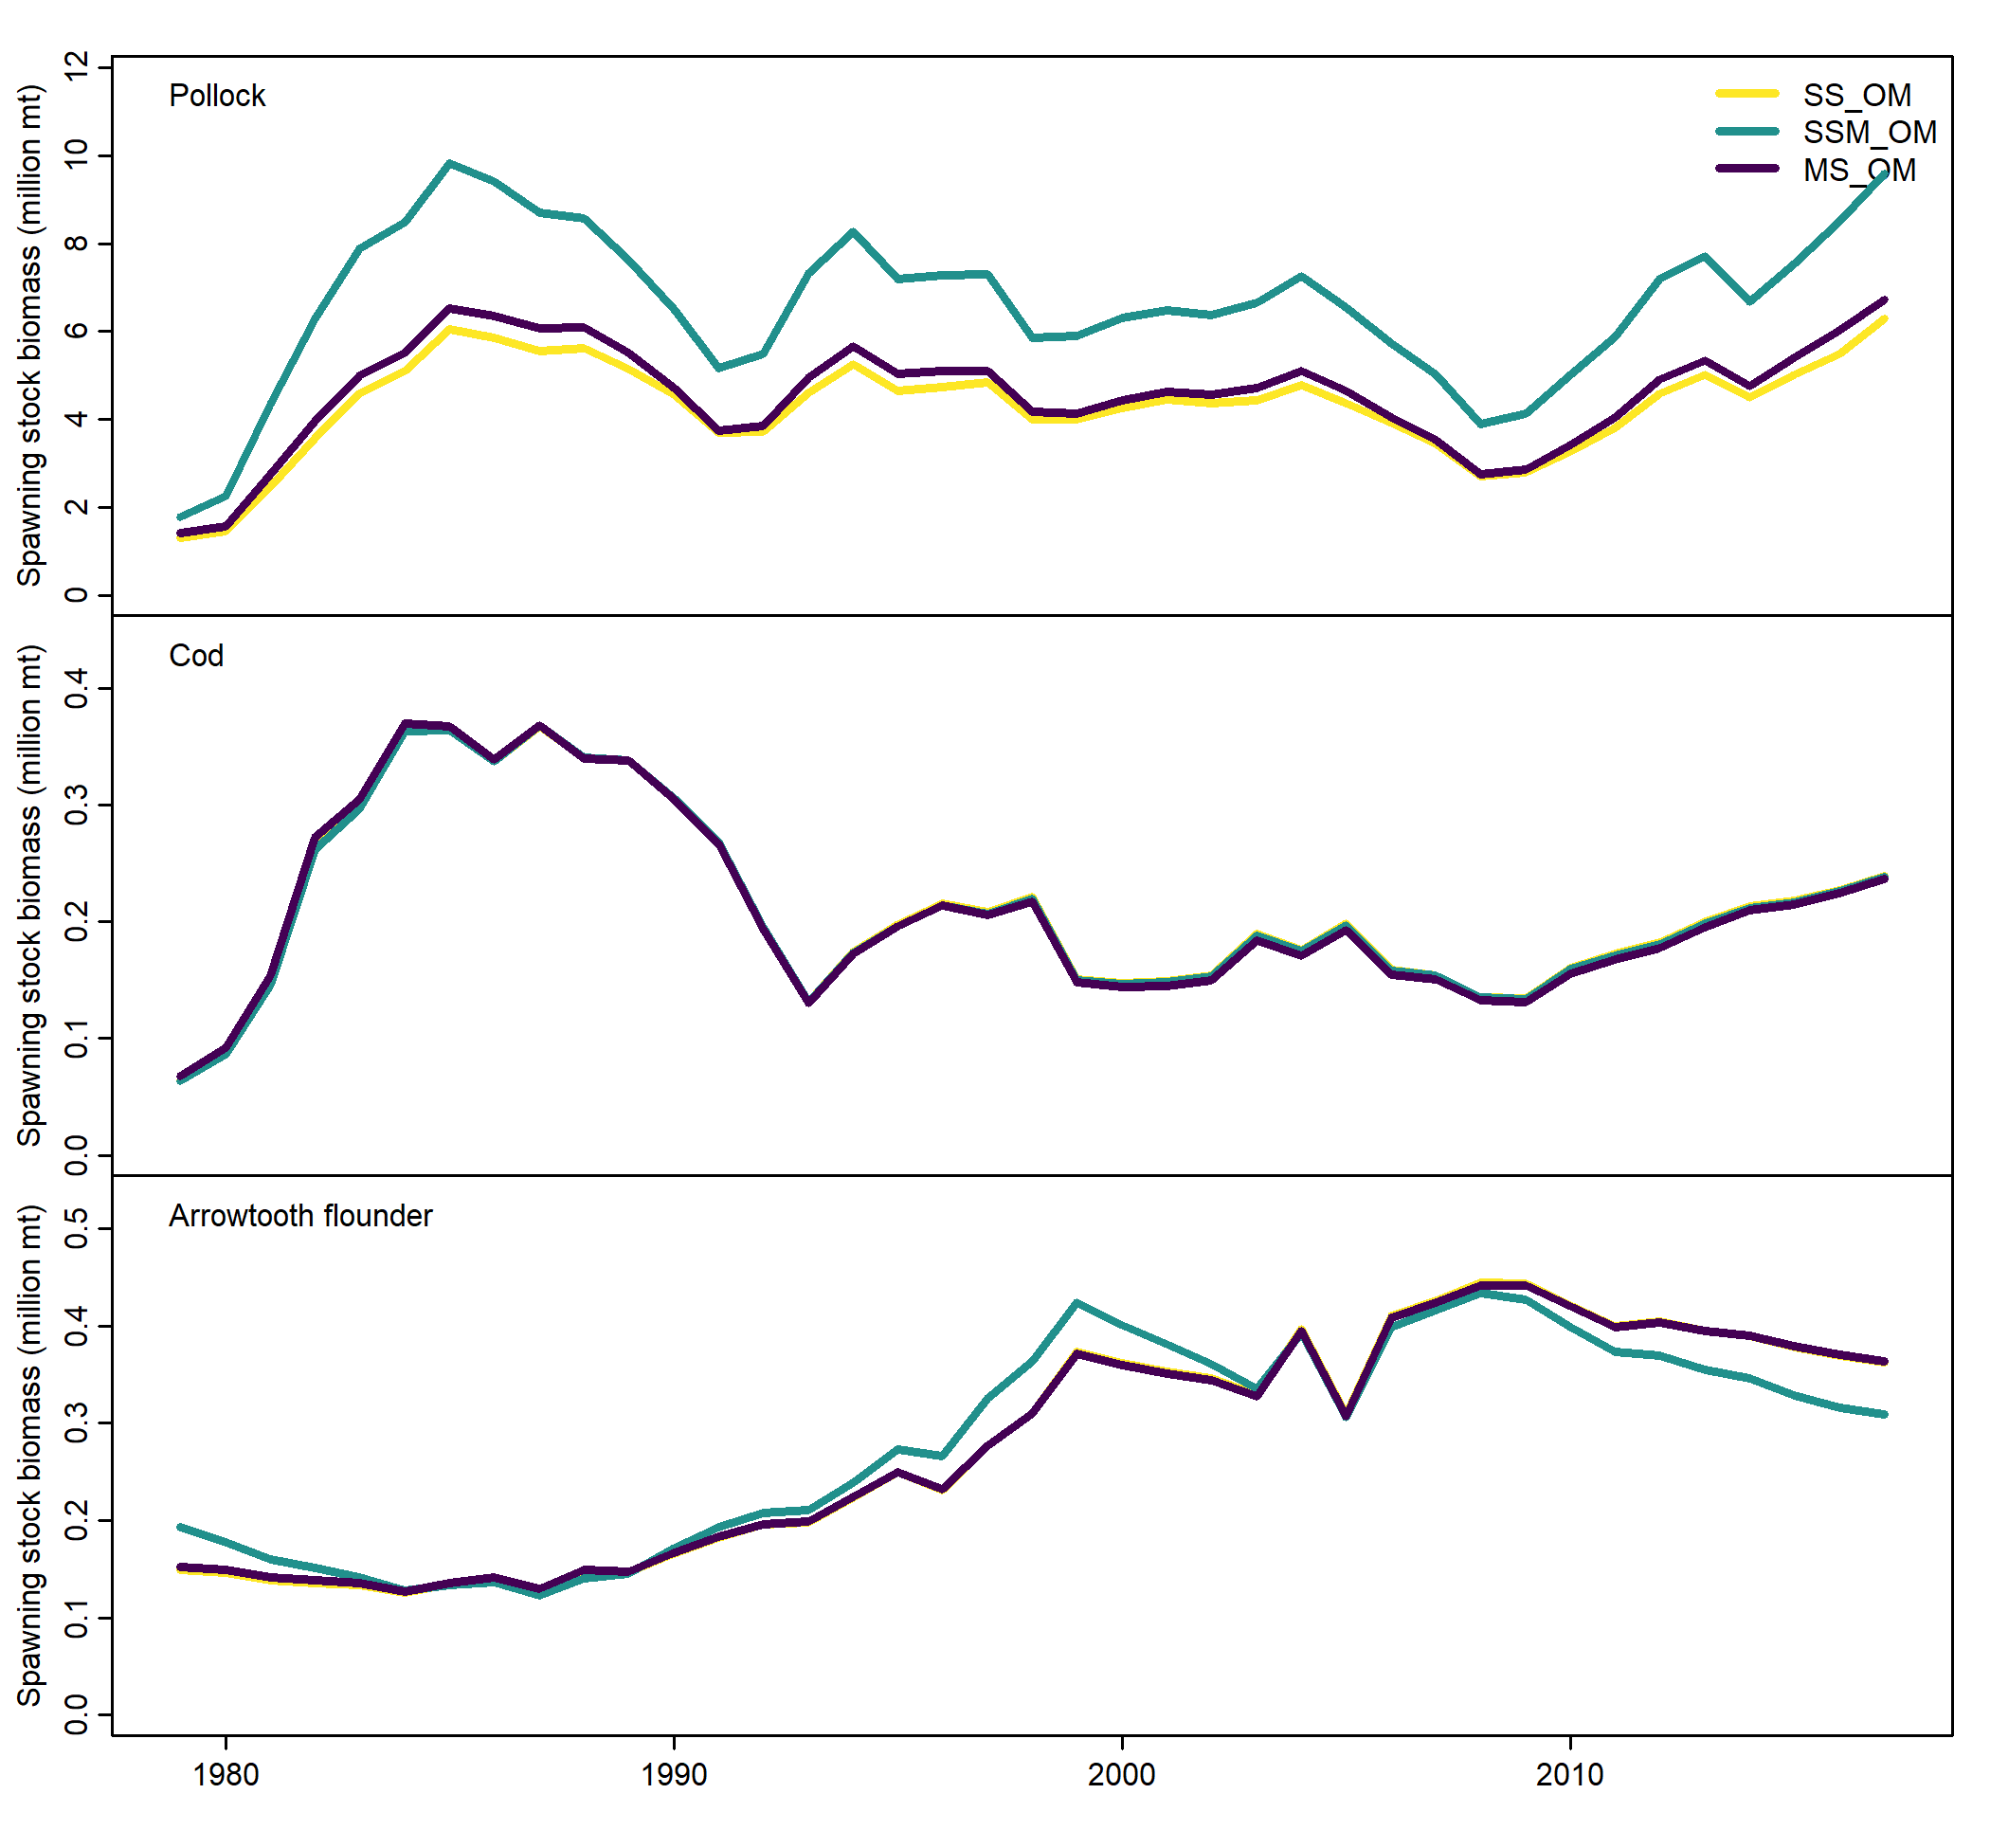 Pollock
SS_OM
SSM_OM
MS_OM
Spawning stock biomass (million mt)
12
10
8
6
4
2
0
Cod
Spawning stock biomass (million mt)
0.4
0.3
0.2
0.1
0.0
Arrowtooth flounder
Spawning stock biomass (million mt)
0.5
0.4
0.3
0.2
0.1
0.0
1980 1990 2000 2010